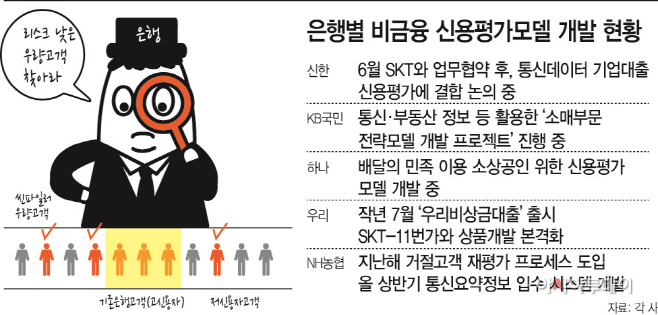 리스크 낮은
우량고객
찾아라
은행
씬파일러
우량고객
기존은행고객(고신용자)
저신용자고객
은행별 비금융 신용평가모델 개발 현황
신한 6월 SKT와 업무협약 후, 통신데이터 기업대출
신용평가에 결합 논의 중
KB국민 통신·부동산 정보 등 활용한 ‘소매부문
전략모델 개발 프로젝트’ 진행 중
하나 배달의 민족 이용 소상공인 위한 신용평가
모델 개발 중
우리 작년 7월 ‘우리비상금대출’ 출시
SKT-11번가와 상품개발 본격화
NH농협 지난해 거절고객 재평가 프로세스 도입
올 상반기 통신요약정보 입수 시스템 개발
자료: 각 사